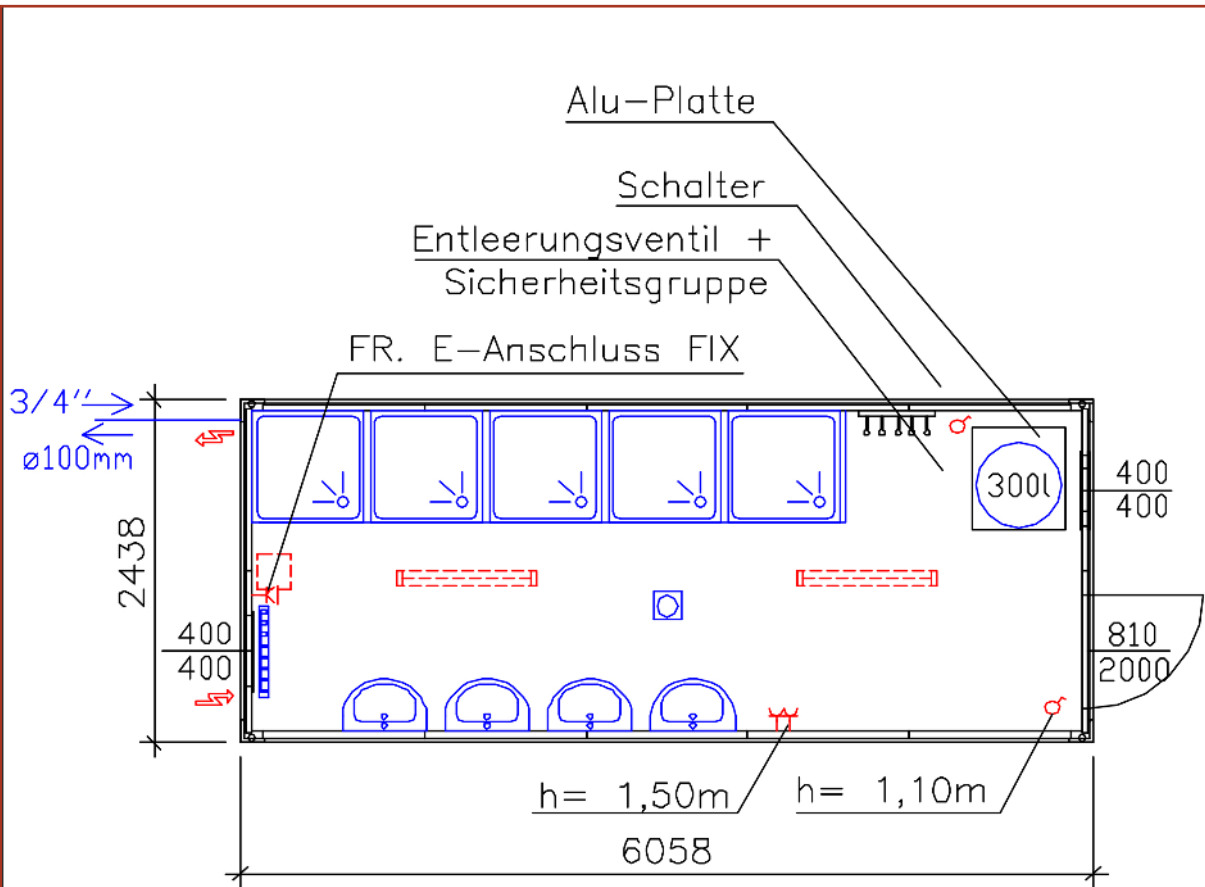 Alu-Platte
Schalter
Entleerungsventil +
Sicherheitsgruppe
FR. E-Anschluss FIX
3/4''
ø100mm
2438
300l
400
400
400
400
810
2000
h= 1,50m
h= 1,10m
6058